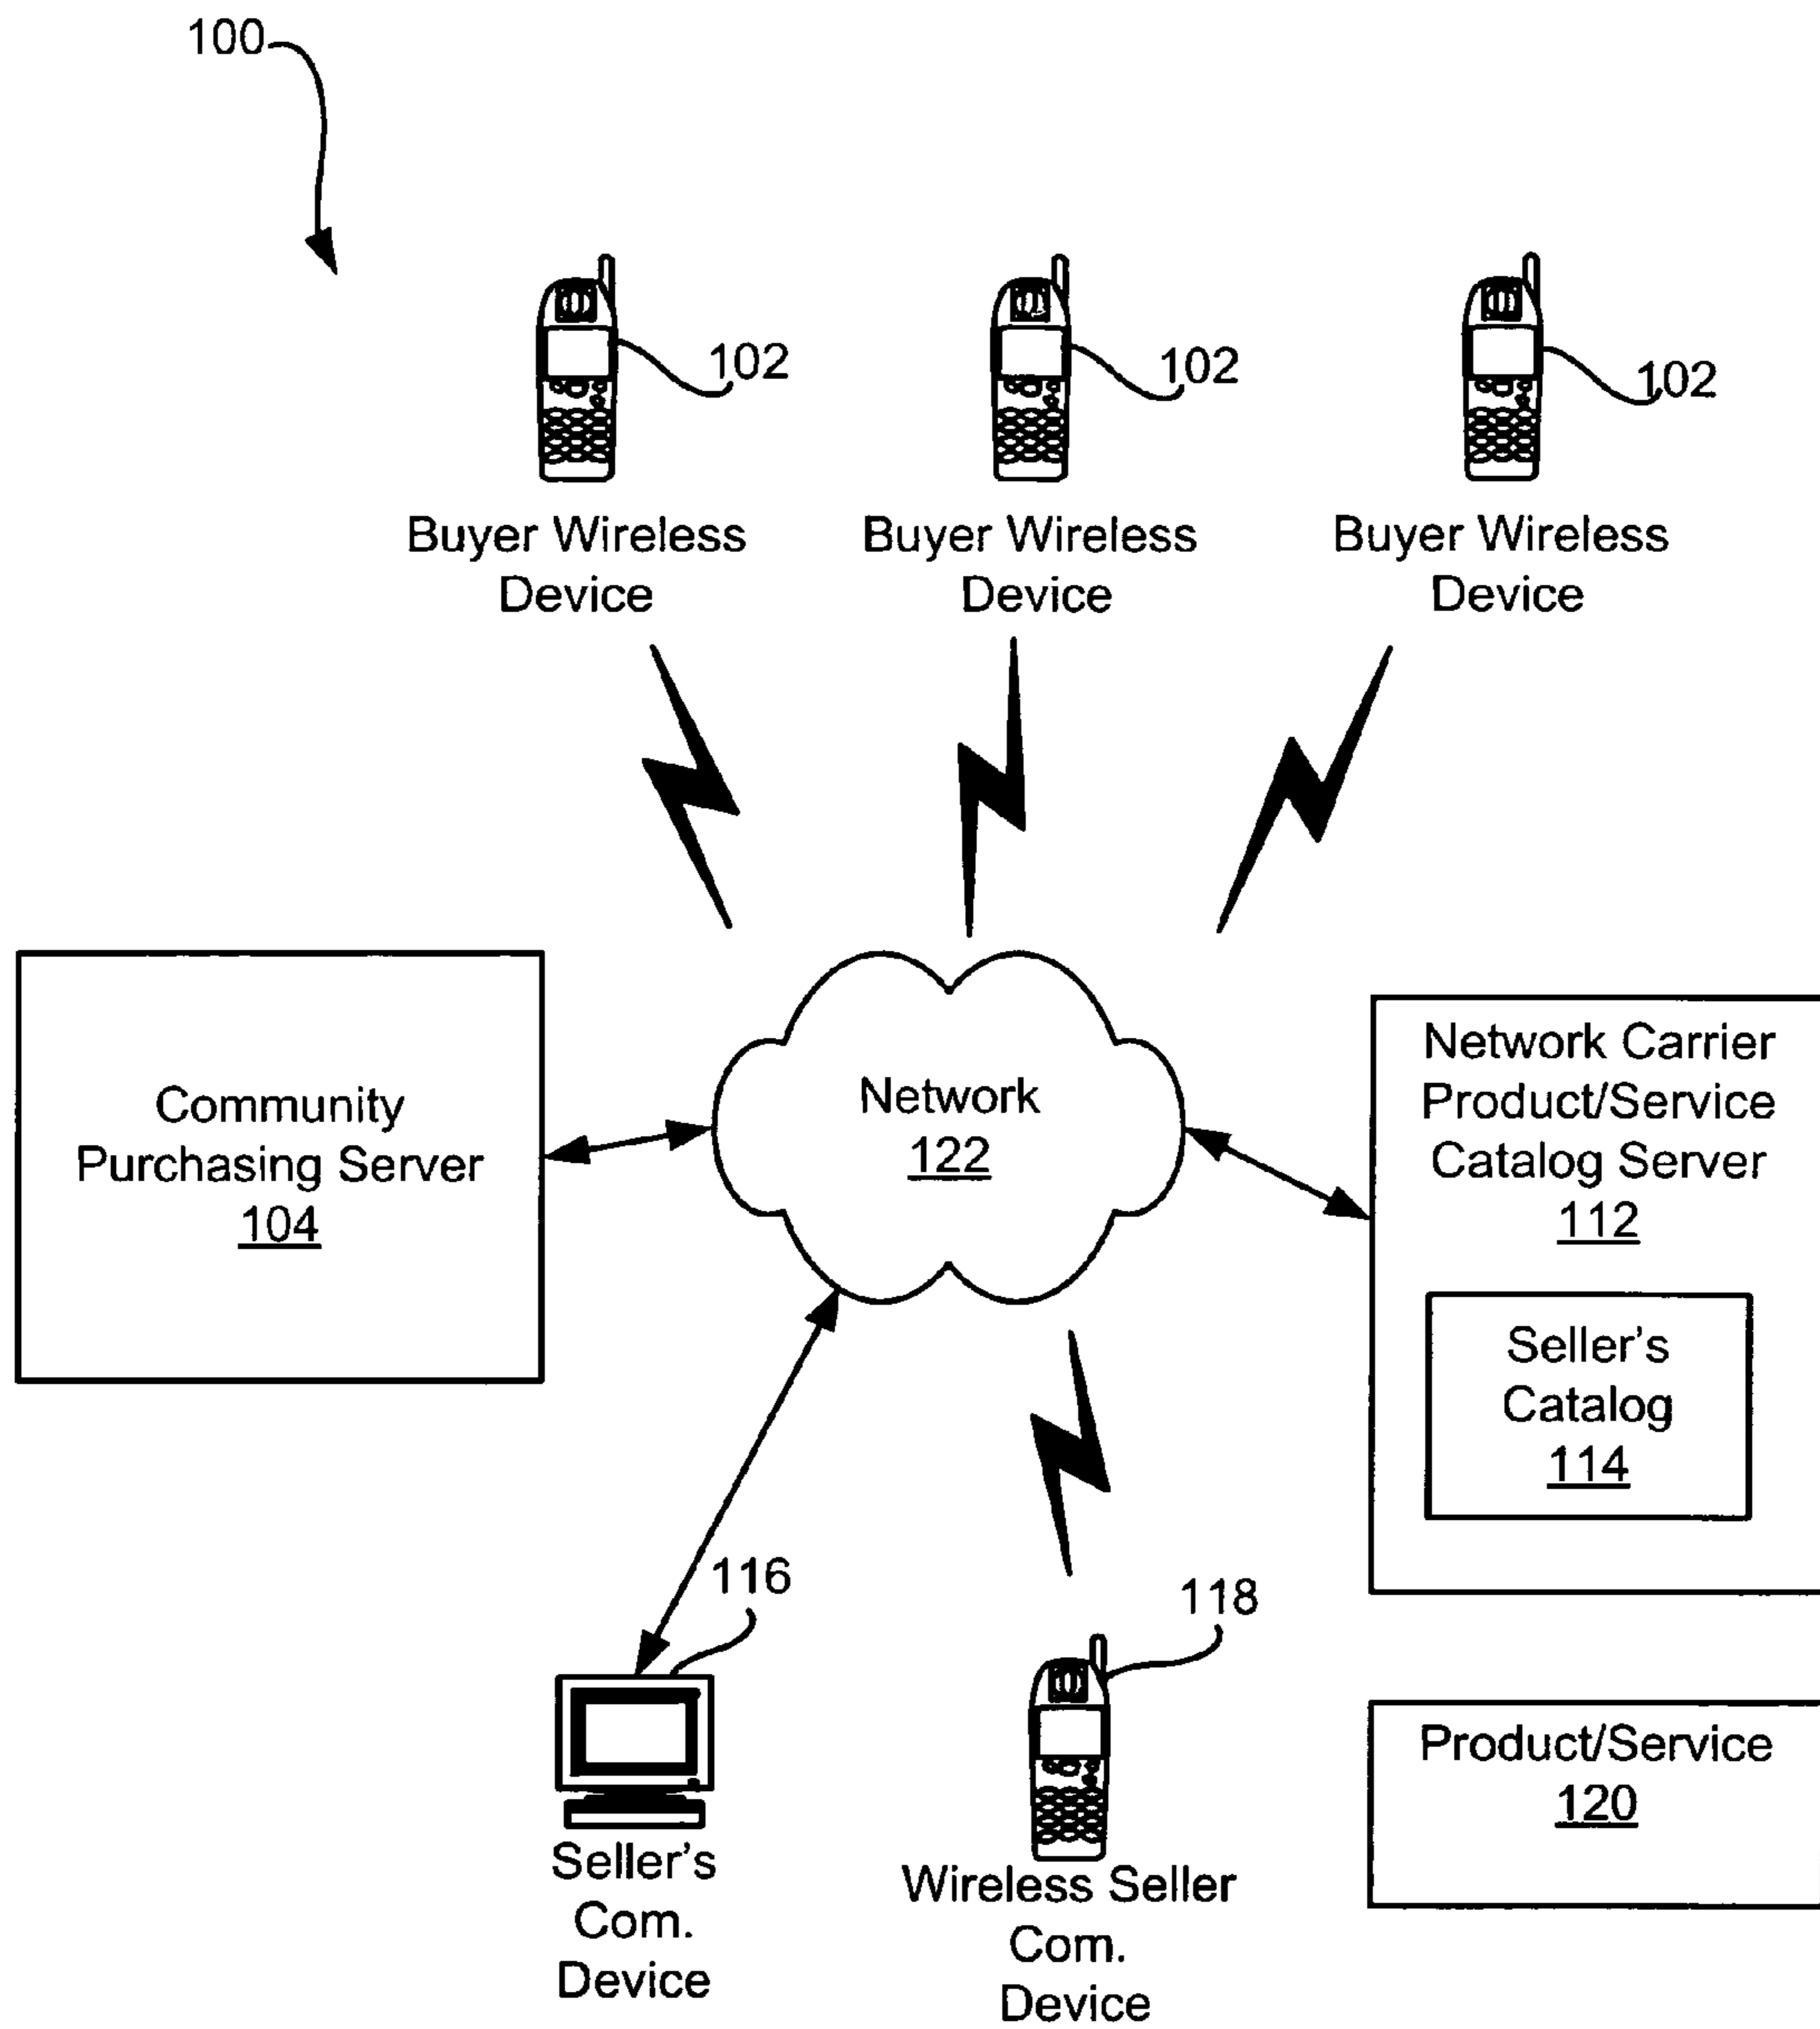 100
102
102
102
Buyer Wireless
Device
Buyer Wireless
Device
Buyer Wireless
Device
Community
Purchasing Server
104
Network
122
Network Carrier
Product/Service
Catalog Server
112
Seller's
Catalog
114
116
118
Seller's
Com.
Device
Wireless Seller
Com.
Device
Product/Service
120